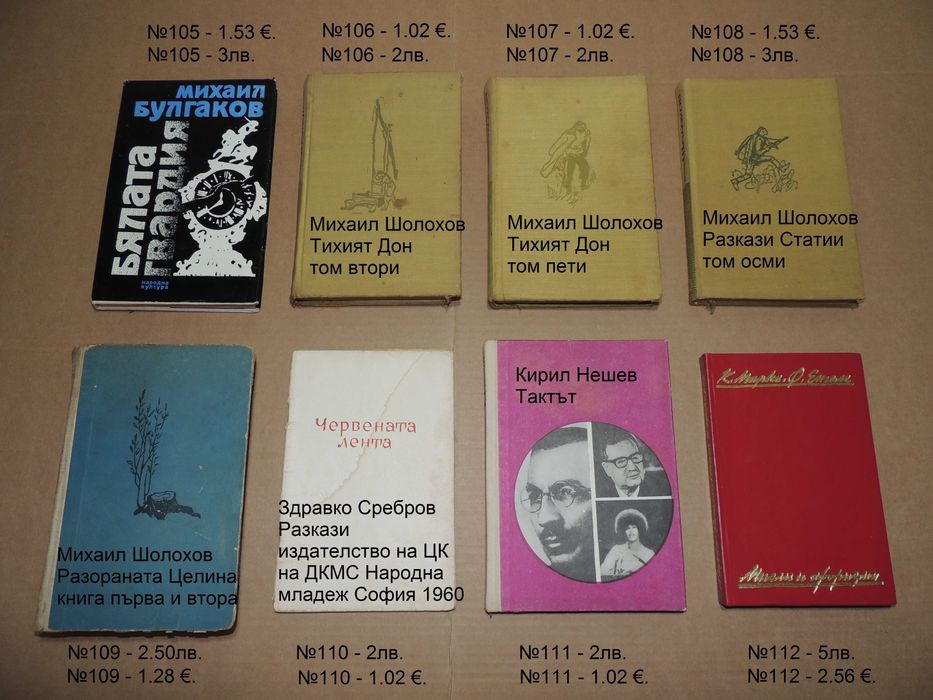 №105 - 1.53 €.
№105 - 3лв.
№106 - 1.02 €.
№106 - 2лв.
№107 - 1.02 €.
№107 - 2лв.
№108 - 1.53 €.
№108 - 3лв.
МИХАИЛ
БУЛГАКОВ
БЯЛАТА
ГВАРДИЯ
НАРОДНА
КУЛТУРА
Михаил Шолохов
Тихият Дон
том втори
Михаил Шолохов
Тихият Дон
том пети
Михаил Шолохов
Разкази Статии
том осми
Михаил Шолохов
Разораната Целина
книга първа и втора
Червената
лента
Здравко Сребров
Разкази
издателство на ЦК
на ДКМС Народна
младеж София 1960
Кирил Нешев
Тактът
К. Маркс. Ф. Енгелс
Мисли и афоризми
№109 - 2.50лв.
№109 - 1.28 €.
№110 - 2лв.
№110 - 1.02 €.
№111 - 2лв.
№111 - 1.02 €.
№112 - 5лв.
№112 - 2.56 €.